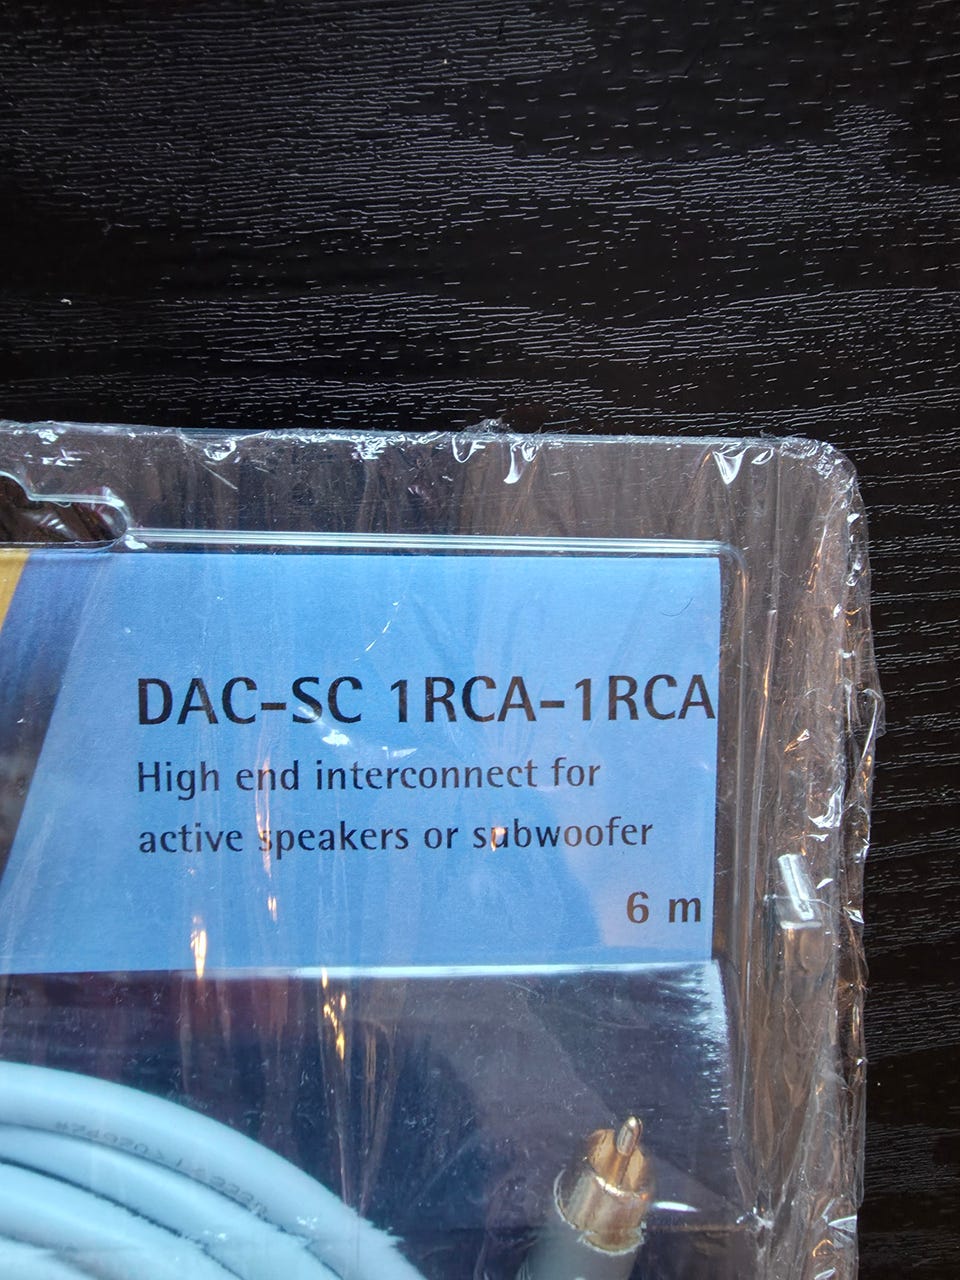 DAC-SC 1RCA-1RCA
High end interconnect for
active speakers or subwoofer
6 m